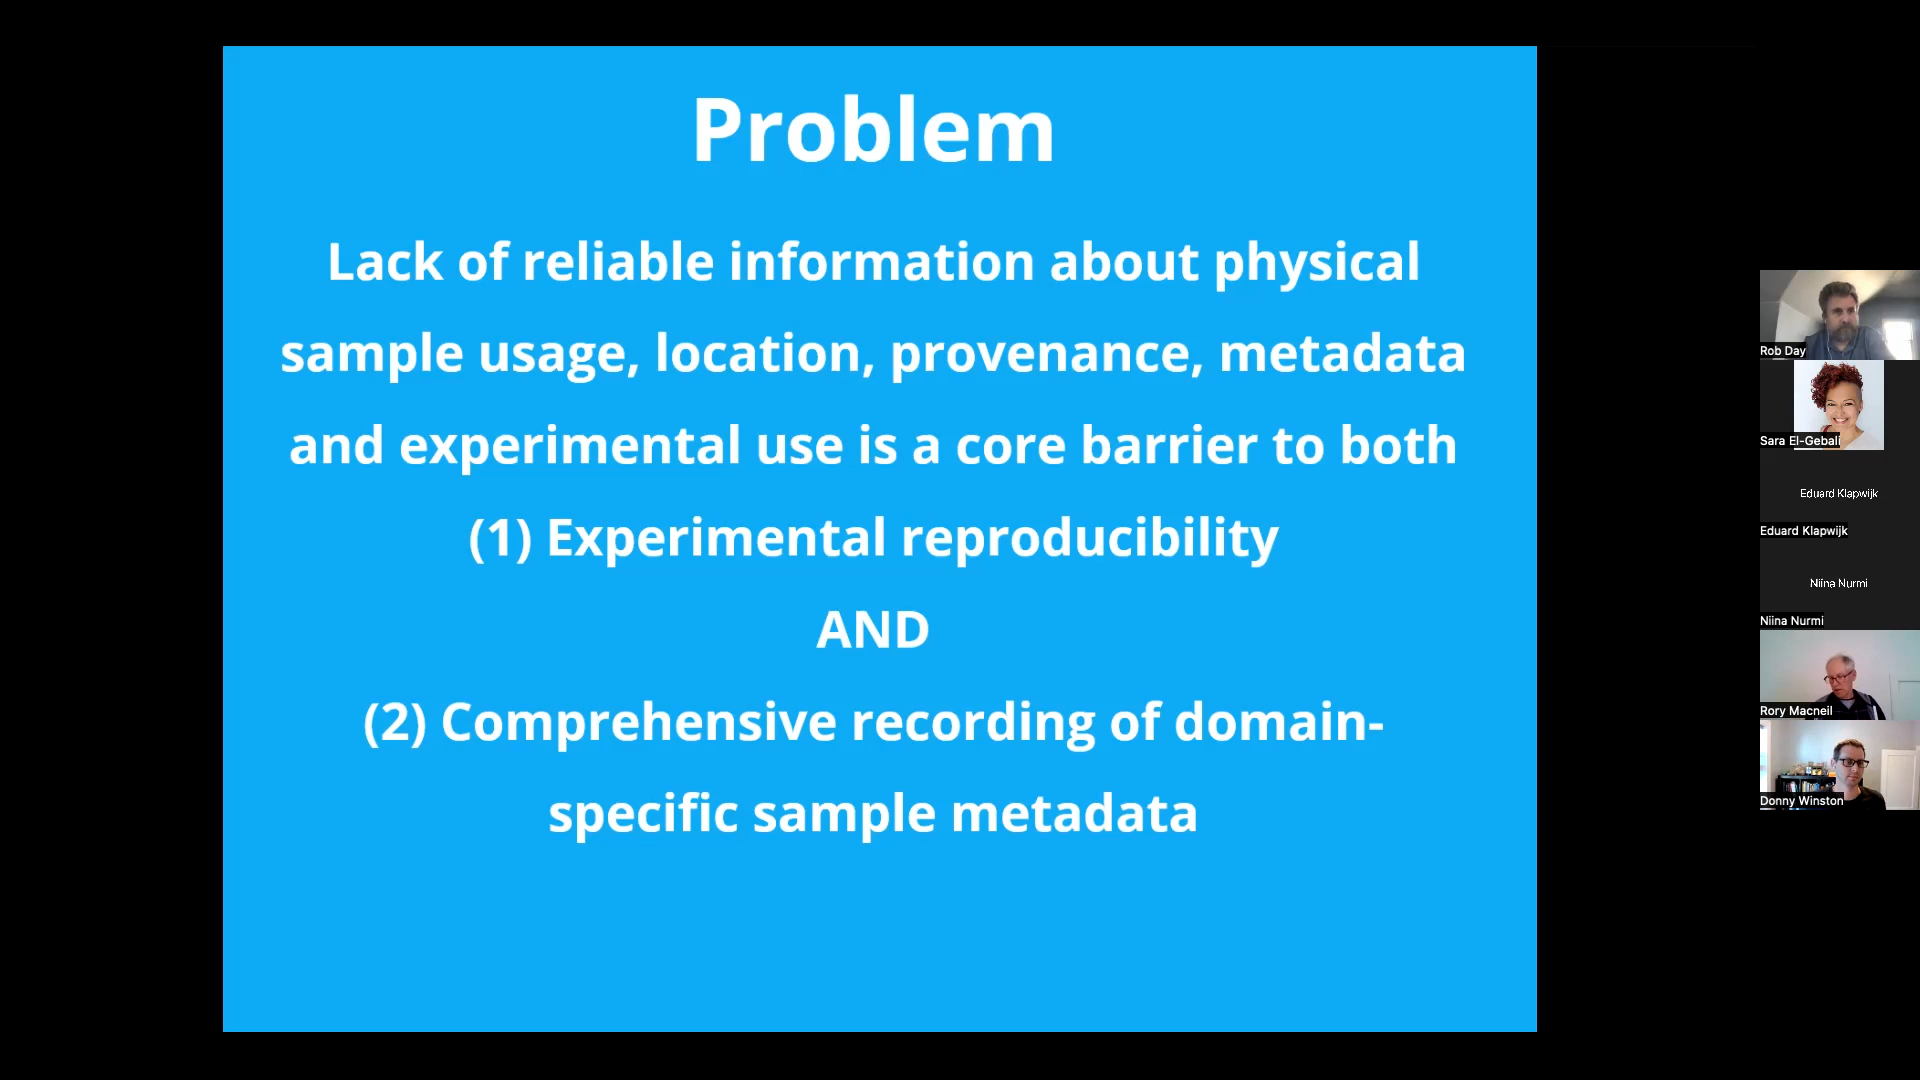 Problem
Lack of reliable information about physical
sample usage, location, provenance, metadata
and experimental use is a core barrier to both
(1) Experimental reproducibility
AND
(2) Comprehensive recording of domain-
specific sample metadata
Rob Day
Sara El-Gebali
Eduard Klapwijk
Eduard Klapwijk
Niina Nurmi
Niina Nurmi
Rory Macneil
Donny Winston